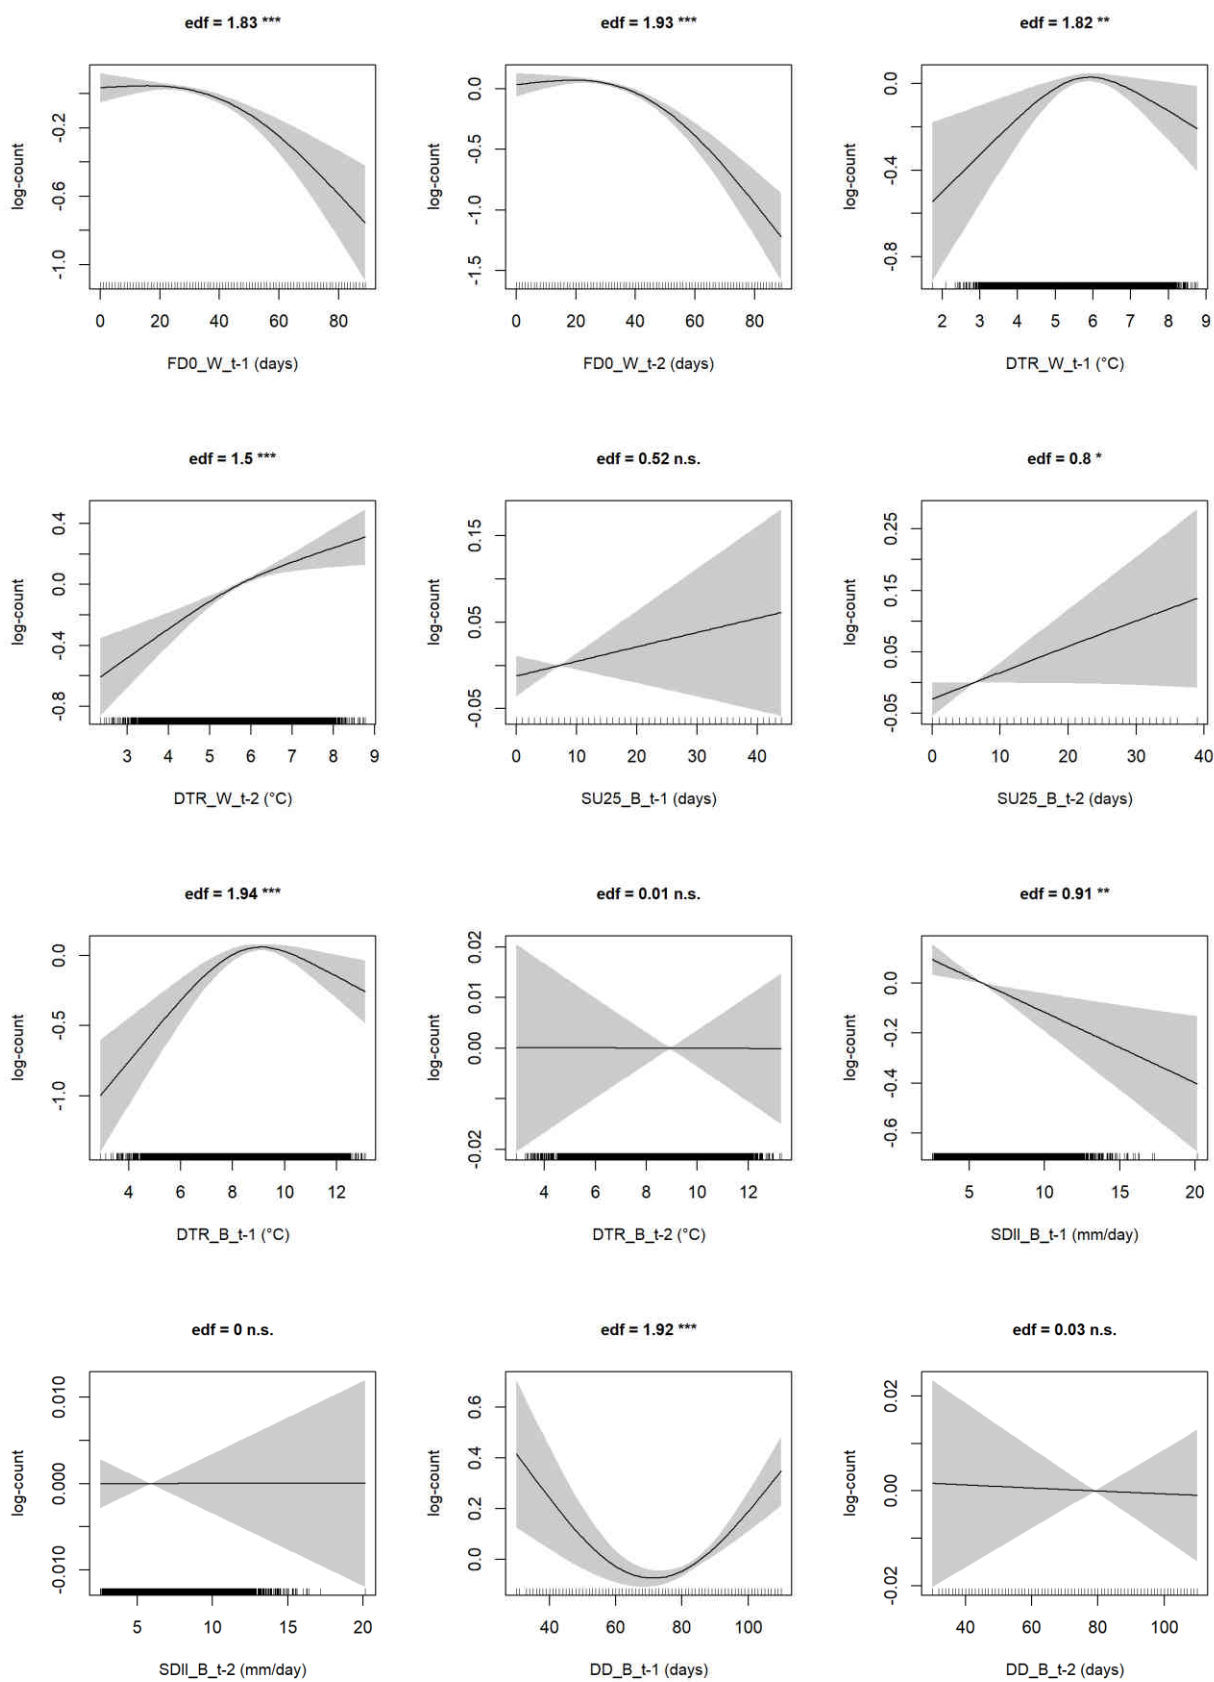 edf = 1.83 ***
log-count
-0.2
-0.6
-1.0
0 20 40 60 80
FD0_W_t-1 (days)
edf = 1.93 ***
log-count
0.0
-0.5
-1.0
-1.5
0 20 40 60 80
FD0_W_t-2 (days)
edf = 1.82 **
log-count
0.0
-0.4
-0.8
2 3 4 5 6 7 8 9
DTR_W_t-1 (°C)
edf = 1.5 ***
log-count
0.4
0.0
-0.4
-0.8
3 4 5 6 7 8 9
DTR_W_t-2 (°C)
edf = 0.52 n.s.
log-count
0.15
0.05
-0.05
0 10 20 30 40
SU25_B_t-1 (days)
edf = 0.8 *
log-count
0.25
0.15
0.05
-0.05
0 10 20 30 40
SU25_B_t-2 (days)
edf = 1.94 ***
log-count
0.0
-0.5
-1.0
4 6 8 10 12
DTR_B_t-1 (°C)
edf = 0.01 n.s.
log-count
0.02
0.01
0.00
-0.02
4 6 8 10 12
DTR_B_t-2 (°C)
edf = 0.91 **
log-count
0.0
-0.2
-0.4
-0.6
5 10 15 20
SDII_B_t-1 (mm/day)
edf = 0 n.s.
log-count
0.010
0.000
-0.010
5 10 15 20
SDII_B_t-2 (mm/day)
edf = 1.92 ***
log-count
0.6
0.4
0.2
0.0
40 60 80 100
DD_B_t-1 (days)
edf = 0.03 n.s.
log-count
0.02
0.00
-0.02
40 60 80 100
DD_B_t-2 (days)